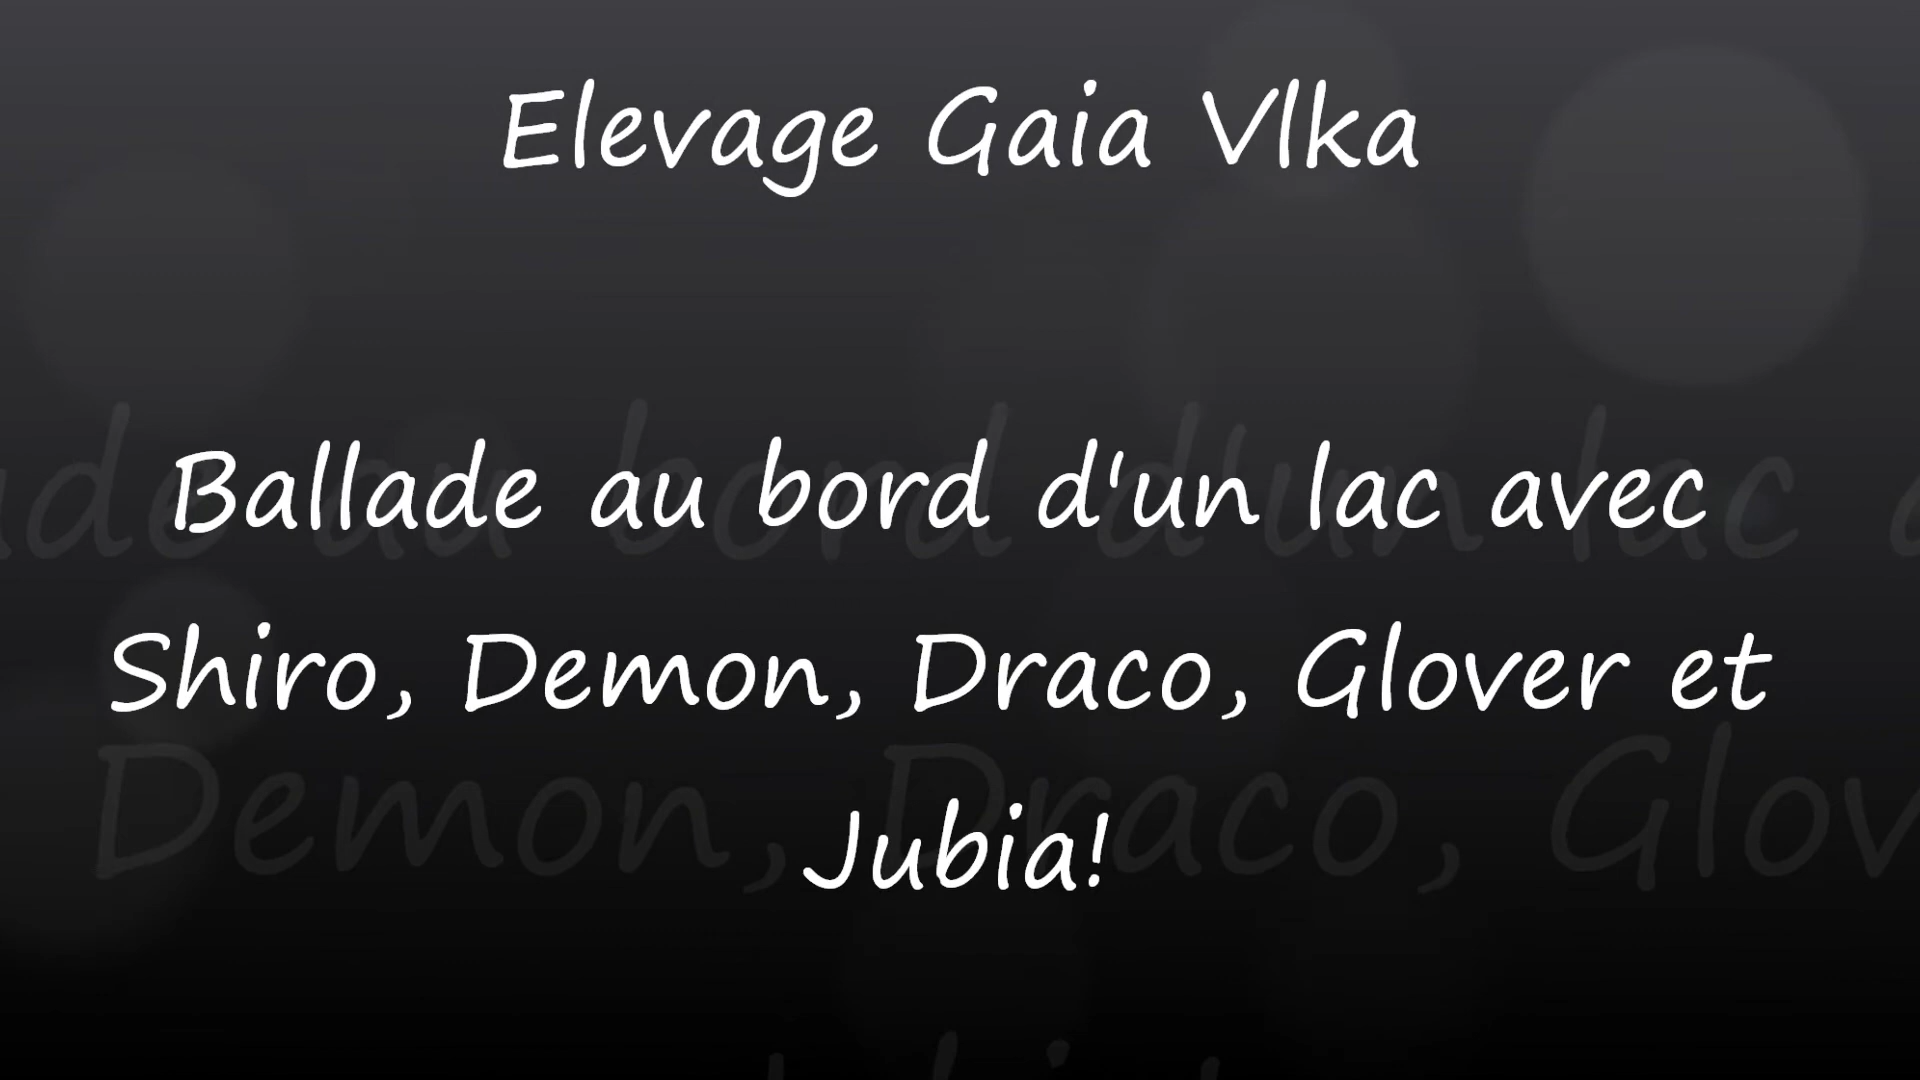 Elevage Gaia Vlka
Ballade au bord d'un lac avec
Shiro, Demon, Draco, Glover et
Jubia!